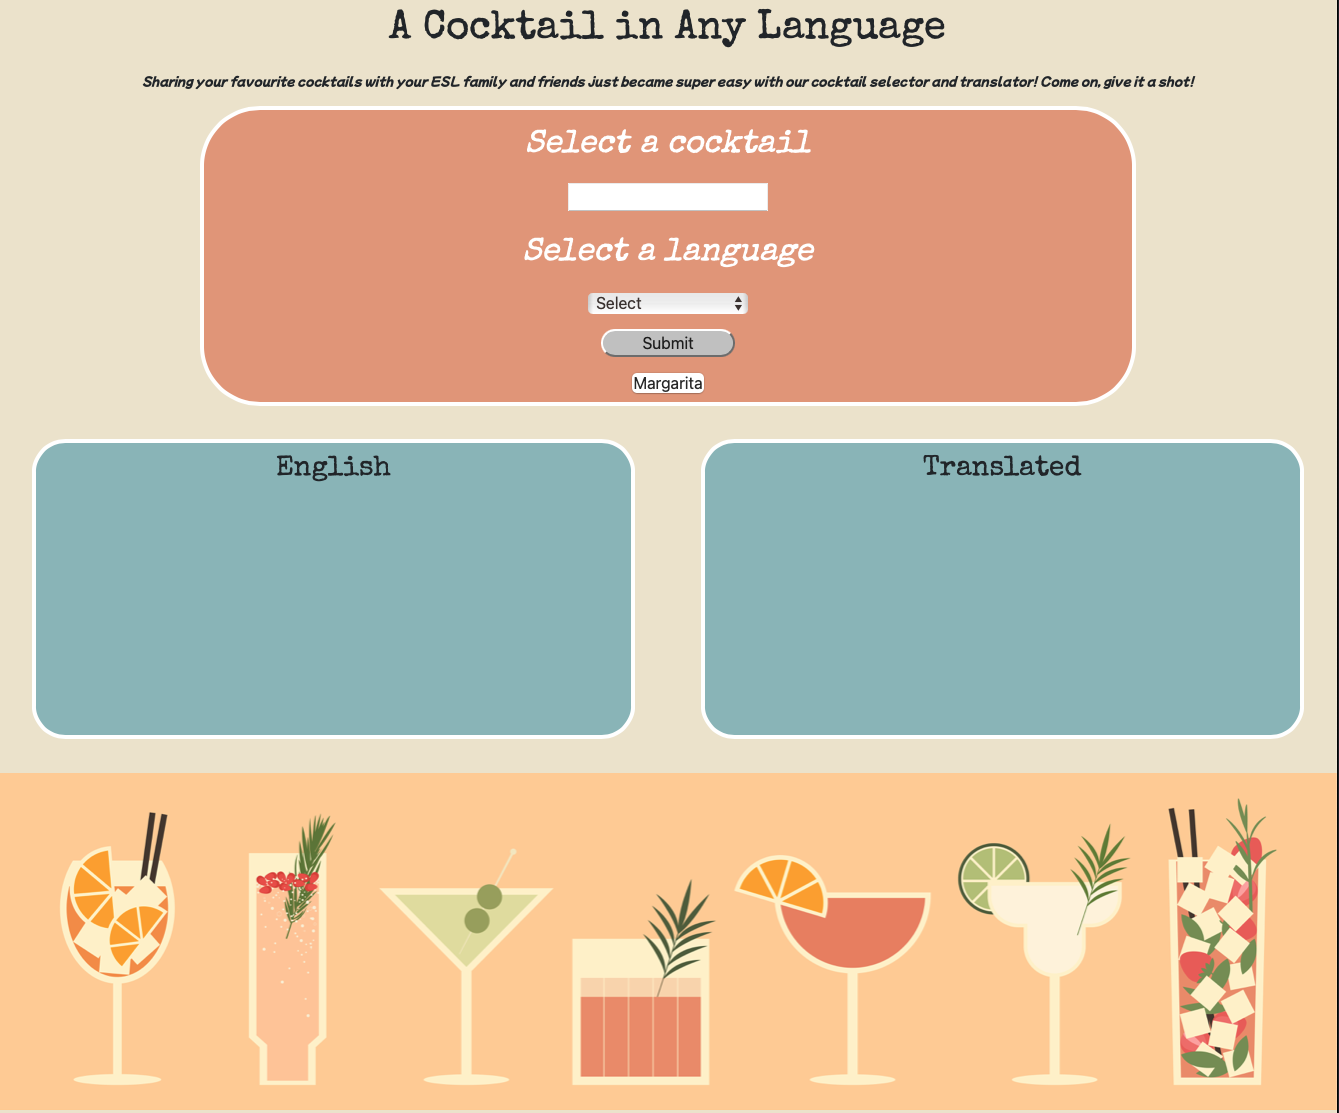 A Cocktail in Any Language
Sharing your favourite cocktails with your ESL family and friends just became super easy with our cocktail selector and translator! Come on, give it a shot!
Select a cocktail
Select a language
Select
Submit
Margarita
English
Translated